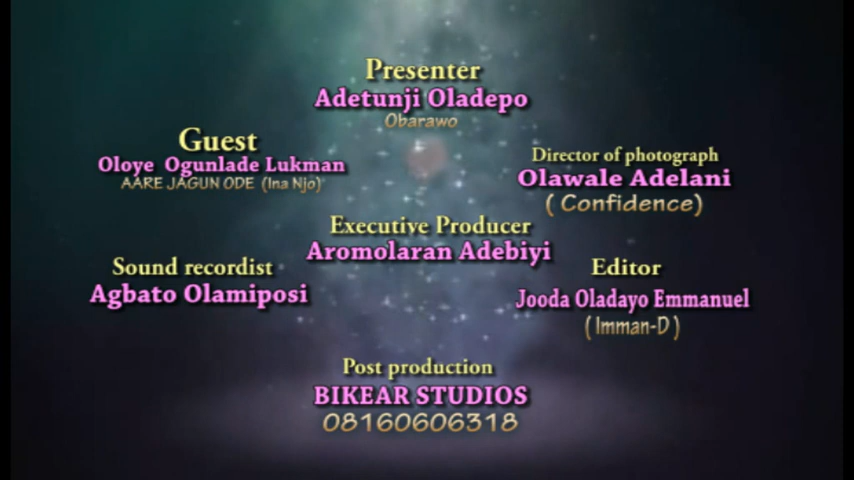 Presenter
Adetunji Oladepo
Obarawo
Guest
Oloye Ogunlade Lukman
AARE JAGUN ODE (Ina Njo)
Director of photograph
Olawale Adelani
( Confidence)
Executive Producer
Aromolaran Adebiyi
Sound recordist
Agbato Olamiposi
Editor
Jooda Oladayo Emmanuel
( Imman-D )
Post production
BIKEAR STUDIOS
08160606318